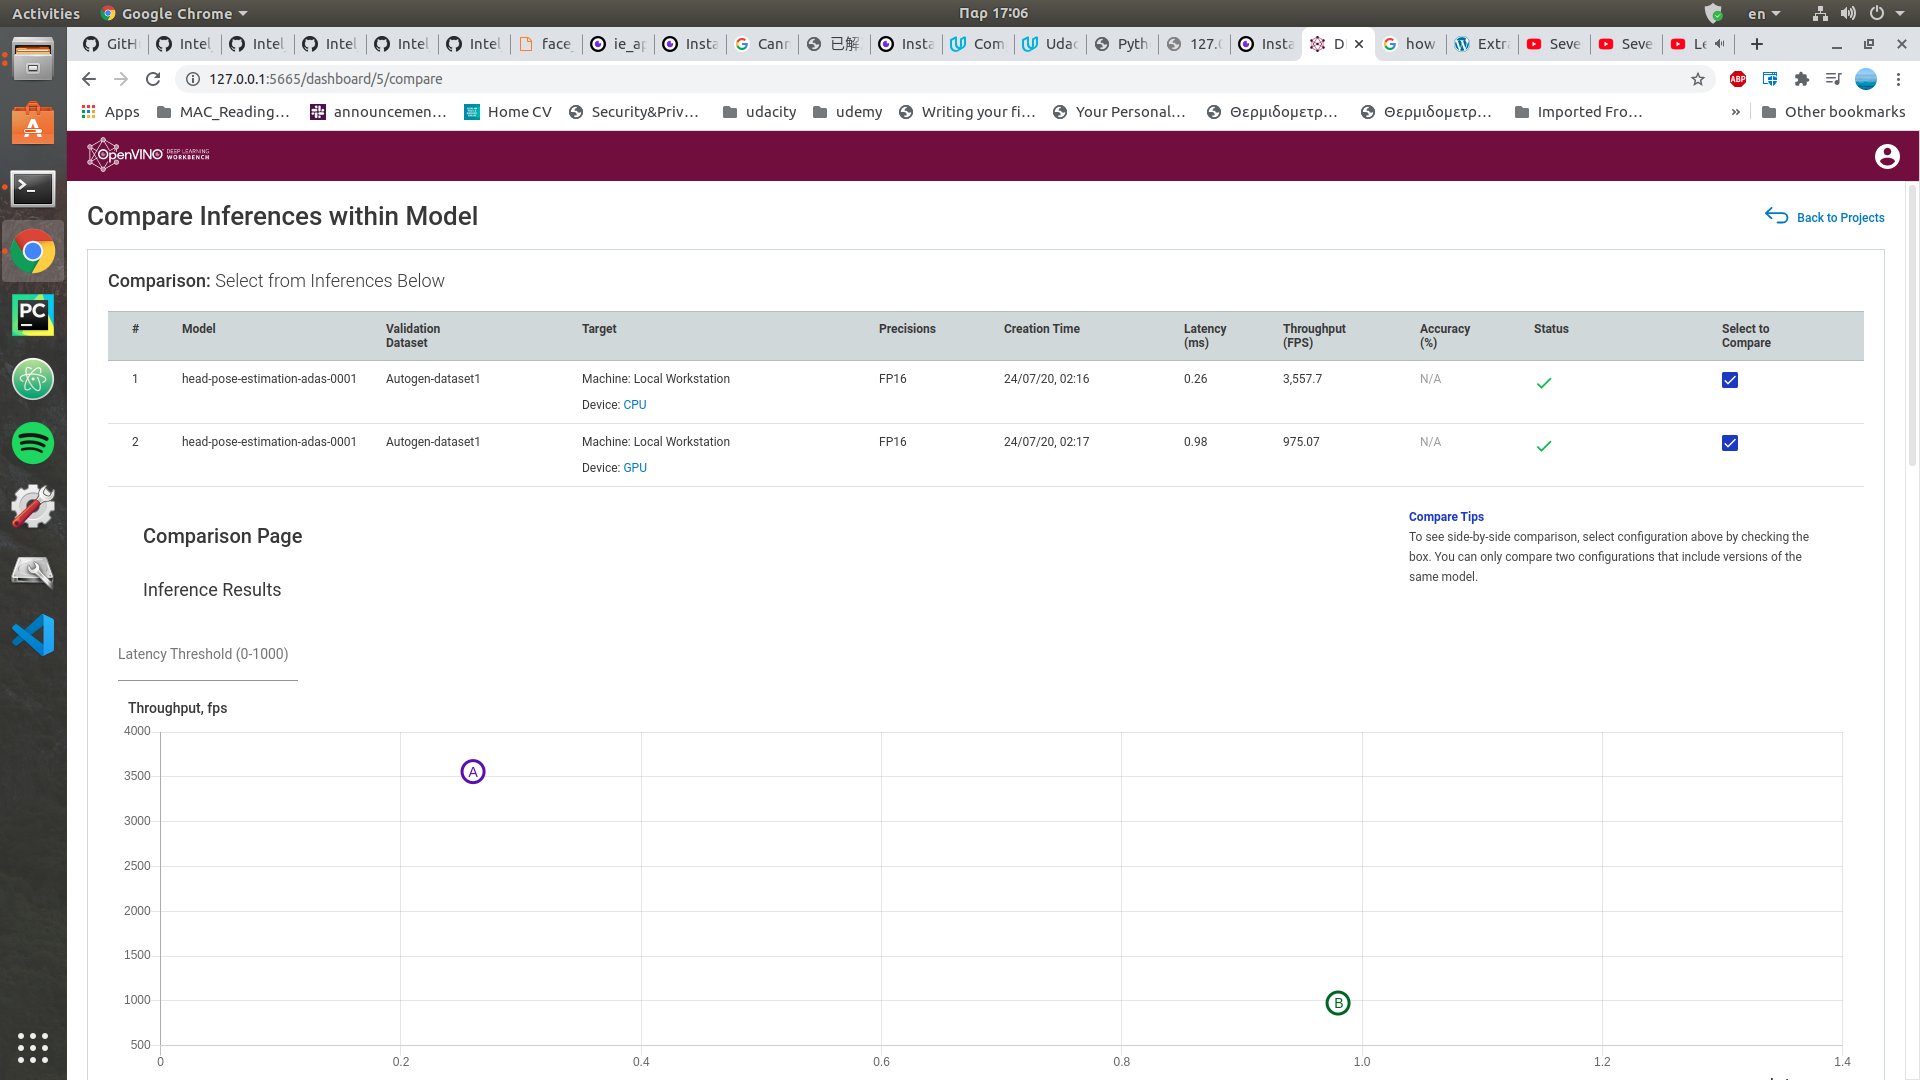 Activities Google Chrome Παρ 17:06 en
GitH Intel Intel Intel Intel Intel face_ ie_ap Insta Cann 已解 Insta Com Udac Pyth 127.0 Insta D how Extra Seve Seve Le
127.0.0.1:5665/dashboard/5/compare ABP
Apps MAC_Reading… announcemen… Home CV Security&Priv… udacity udemy Writing your fi… Your Personal… Θερμιδομετρ… Θερμιδομετρ… Imported Fro… » Other bookmarks
OpenVINO DEEP LEARNING WORKBENCH
Compare Inferences within Model
Back to Projects
Comparison: Select from Inferences Below
# Model Validation Dataset Target Precisions Creation Time Latency (ms) Throughput (FPS) Accuracy (%) Status Select to Compare
1 head-pose-estimation-adas-0001 Autogen-dataset1 Machine: Local Workstation FP16 24/07/20, 02:16 0.26 3,557.7 N/A
Device: CPU
2 head-pose-estimation-adas-0001 Autogen-dataset1 Machine: Local Workstation FP16 24/07/20, 02:17 0.98 975.07 N/A
Device: GPU
Comparison Page
Inference Results
Compare Tips
To see side-by-side comparison, select configuration above by checking the
box. You can only compare two configurations that include versions of the
same model.
Latency Threshold (0-1000)
Throughput, fps
4000
3500
3000
2500
2000
1500
1000
500
A
B
0 0.2 0.4 0.6 0.8 1.0 1.2 1.4
PC